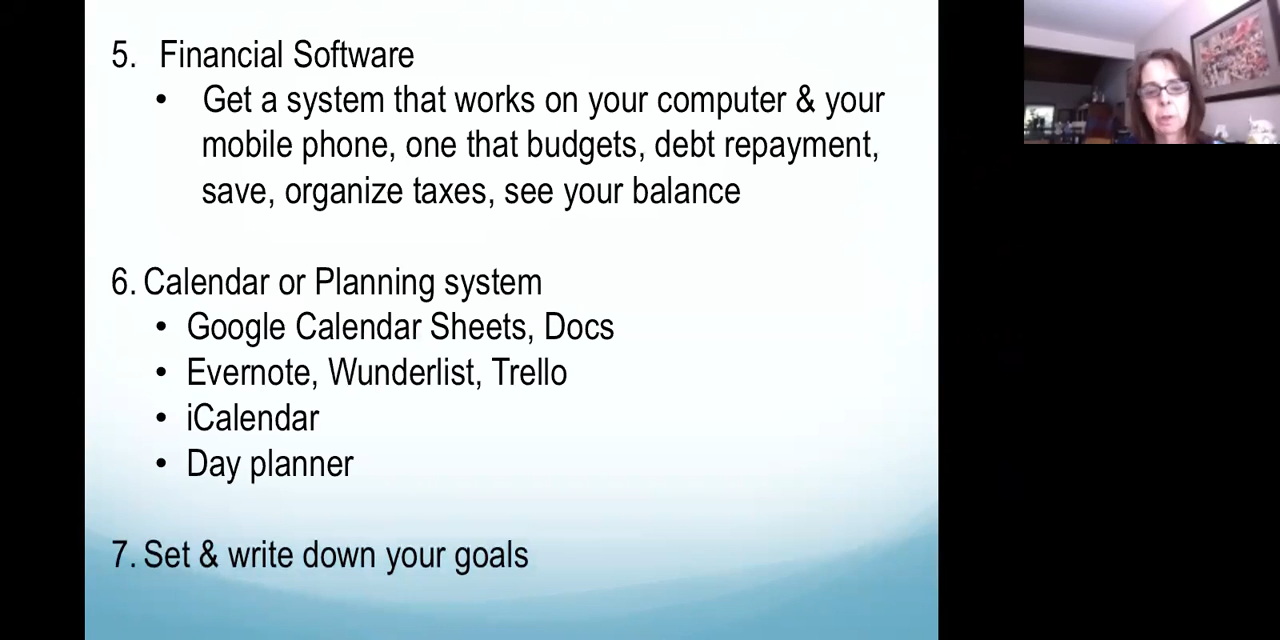 5. Financial Software
• Get a system that works on your computer & your
mobile phone, one that budgets, debt repayment,
save, organize taxes, see your balance
6. Calendar or Planning system
• Google Calendar Sheets, Docs
• Evernote, Wunderlist, Trello
• iCalendar
• Day planner
7. Set & write down your goals